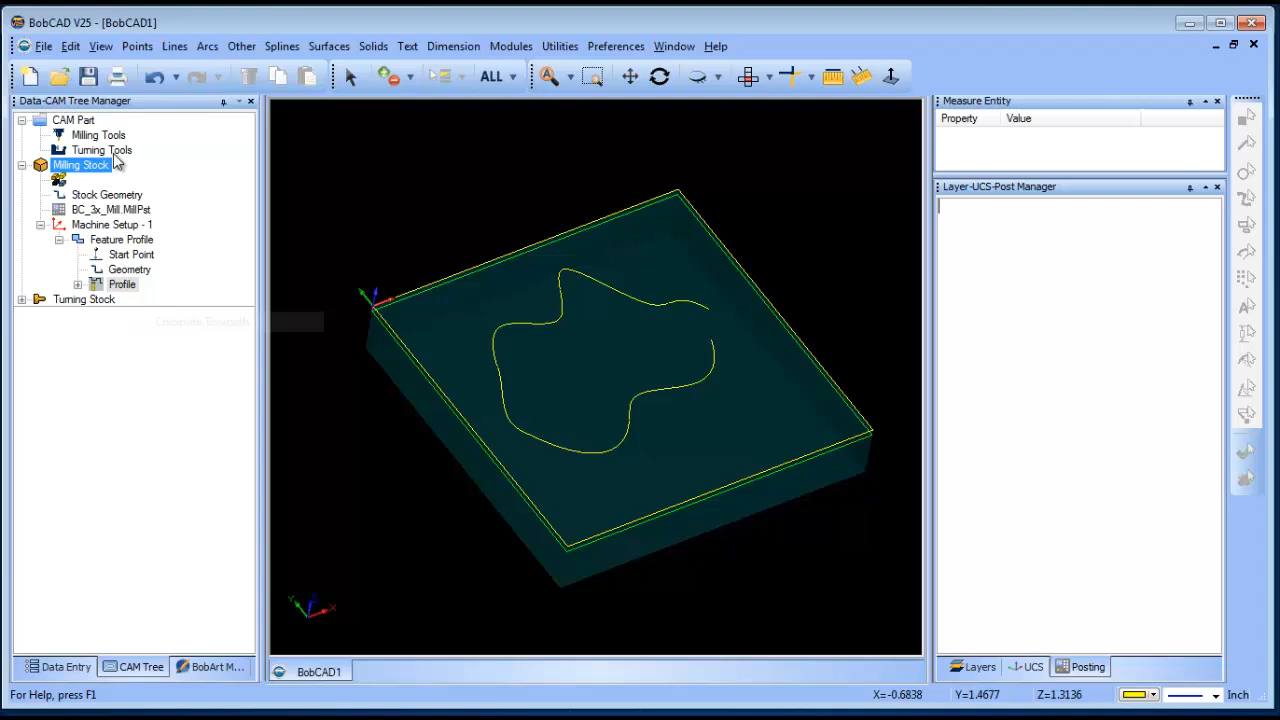 BobCAD V25 - [BobCAD1]
File Edit View Points Lines Arcs Other Splines Surfaces Solids Text Dimension Modules Utilities Preferences Window Help
ALL
Data-CAM Tree Manager
CAM Part
Milling Tools
Turning Tools
Milling Stock
Stock Geometry
BC_3x_Mill.MillPst
Machine Setup - 1
Feature Profile
Start Point
Geometry
Profile
Turning Stock
Compute Toolpath
Measure Entity
Property Value
Layer-UCS-Post Manager
Y Z X
Data Entry CAM Tree BobArt M...
BobCAD1
Layers UCS Posting
For Help, press F1
X=-0.6838 Y=1.4677 Z=1.3136 Inch